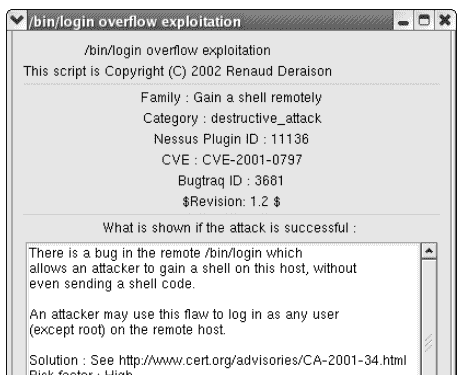 /bin/login overflow exploitation
/bin/login overflow exploitation
This script is Copyright (C) 2002 Renaud Deraison
Family : Gain a shell remotely
Category : destructive_attack
Nessus Plugin ID : 11136
CVE : CVE-2001-0797
Bugtraq ID : 3681
$Revision: 1.2 $
What is shown if the attack is successful :
There is a bug in the remote /bin/login which
allows an attacker to gain a shell on this host, without
even sending a shell code.
An attacker may use this flaw to log in as any user
(except root) on the remote host.
Solution : See http://www.cert.org/advisories/CA-2001-34.html
Risk factor : High